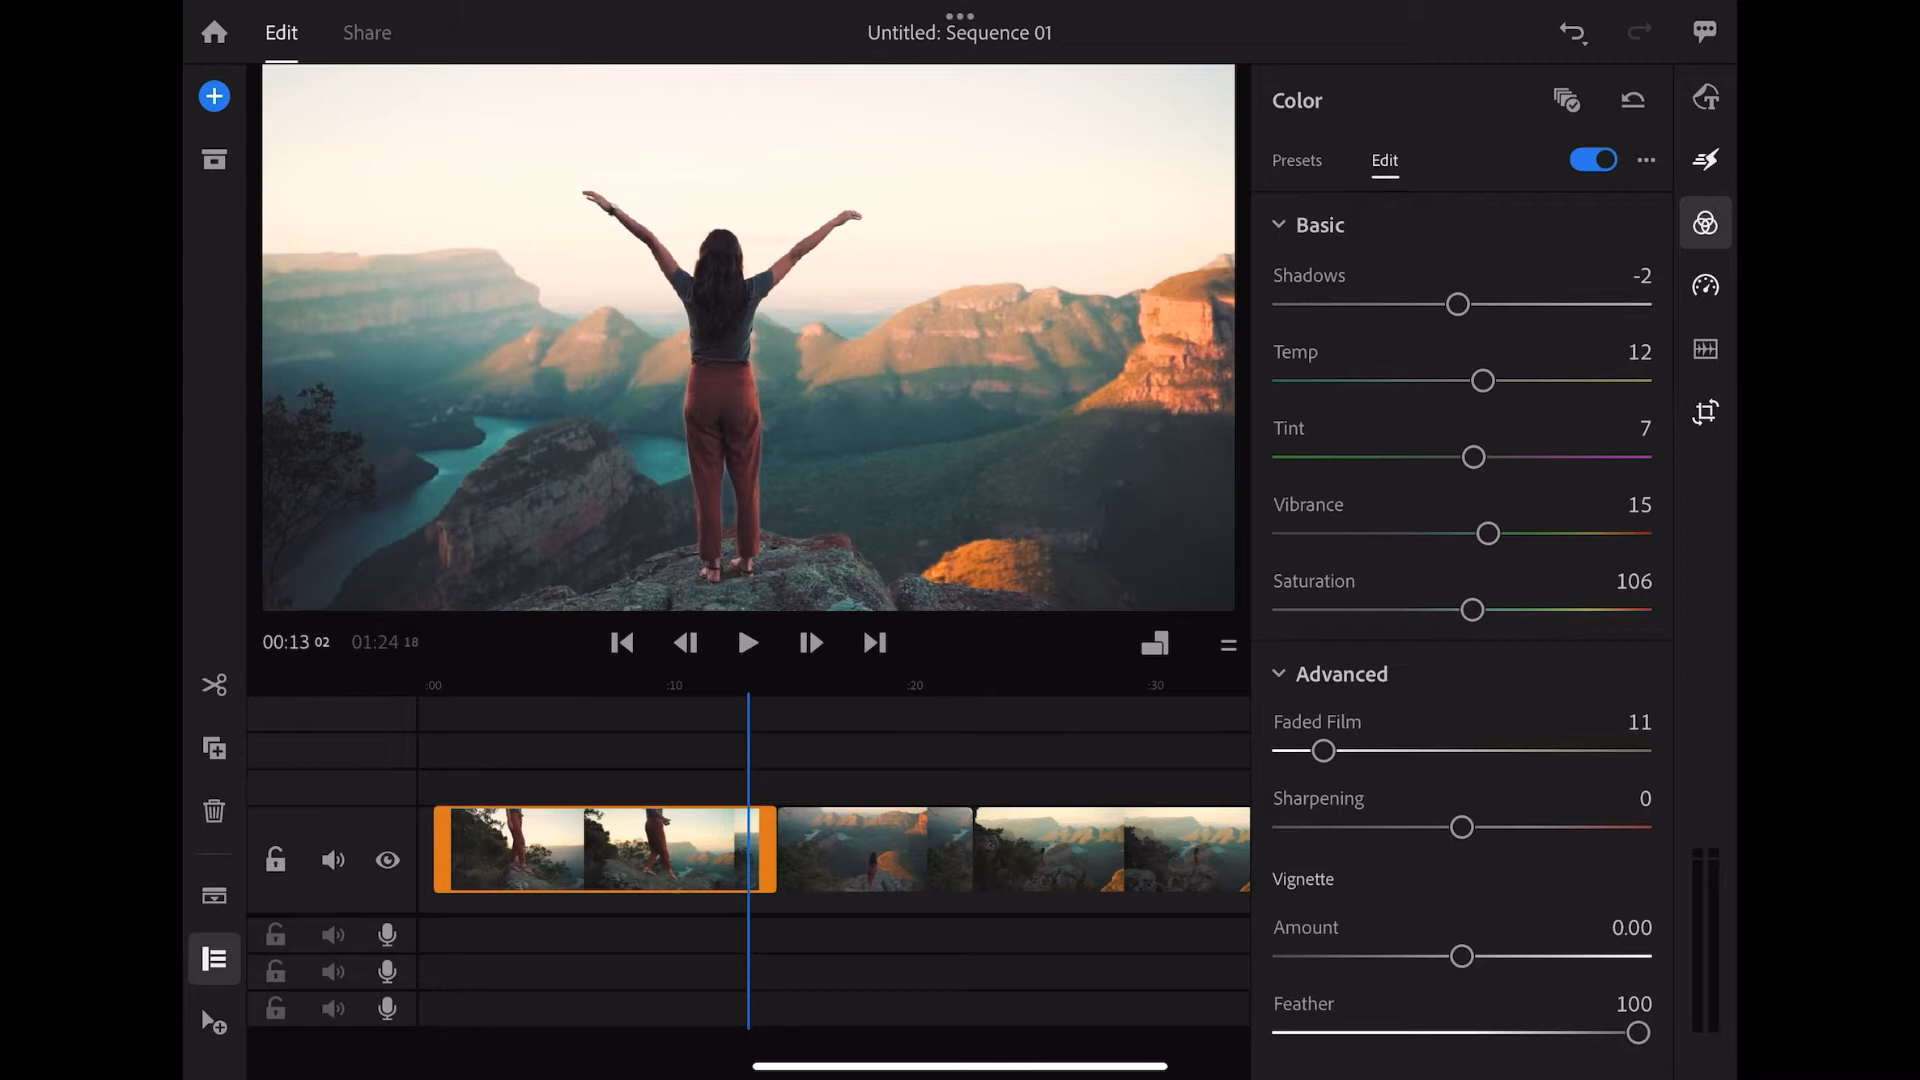 Edit
Share
Untitled: Sequence 01
Color
Presets
Edit
Basic
Shadows -2
Temp 12
Tint 7
Vibrance 15
Saturation 106
Advanced
Faded Film 11
Sharpening 0
Vignette
Amount 0.00
Feather 100
00:13 02 01:24 18
:00 :10 :20 :30